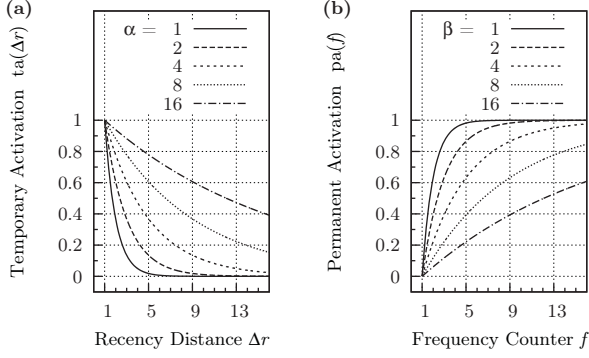 (a)
Temporary Activation ta(Δr)
α = 1
2
4
8
16
1
0.8
0.6
0.4
0.2
0
1 5 9 13
Recency Distance Δr
(b)
Permanent Activation pa(f)
β = 1
2
4
8
16
1
0.8
0.6
0.4
0.2
0
1 5 9 13
Frequency Counter f